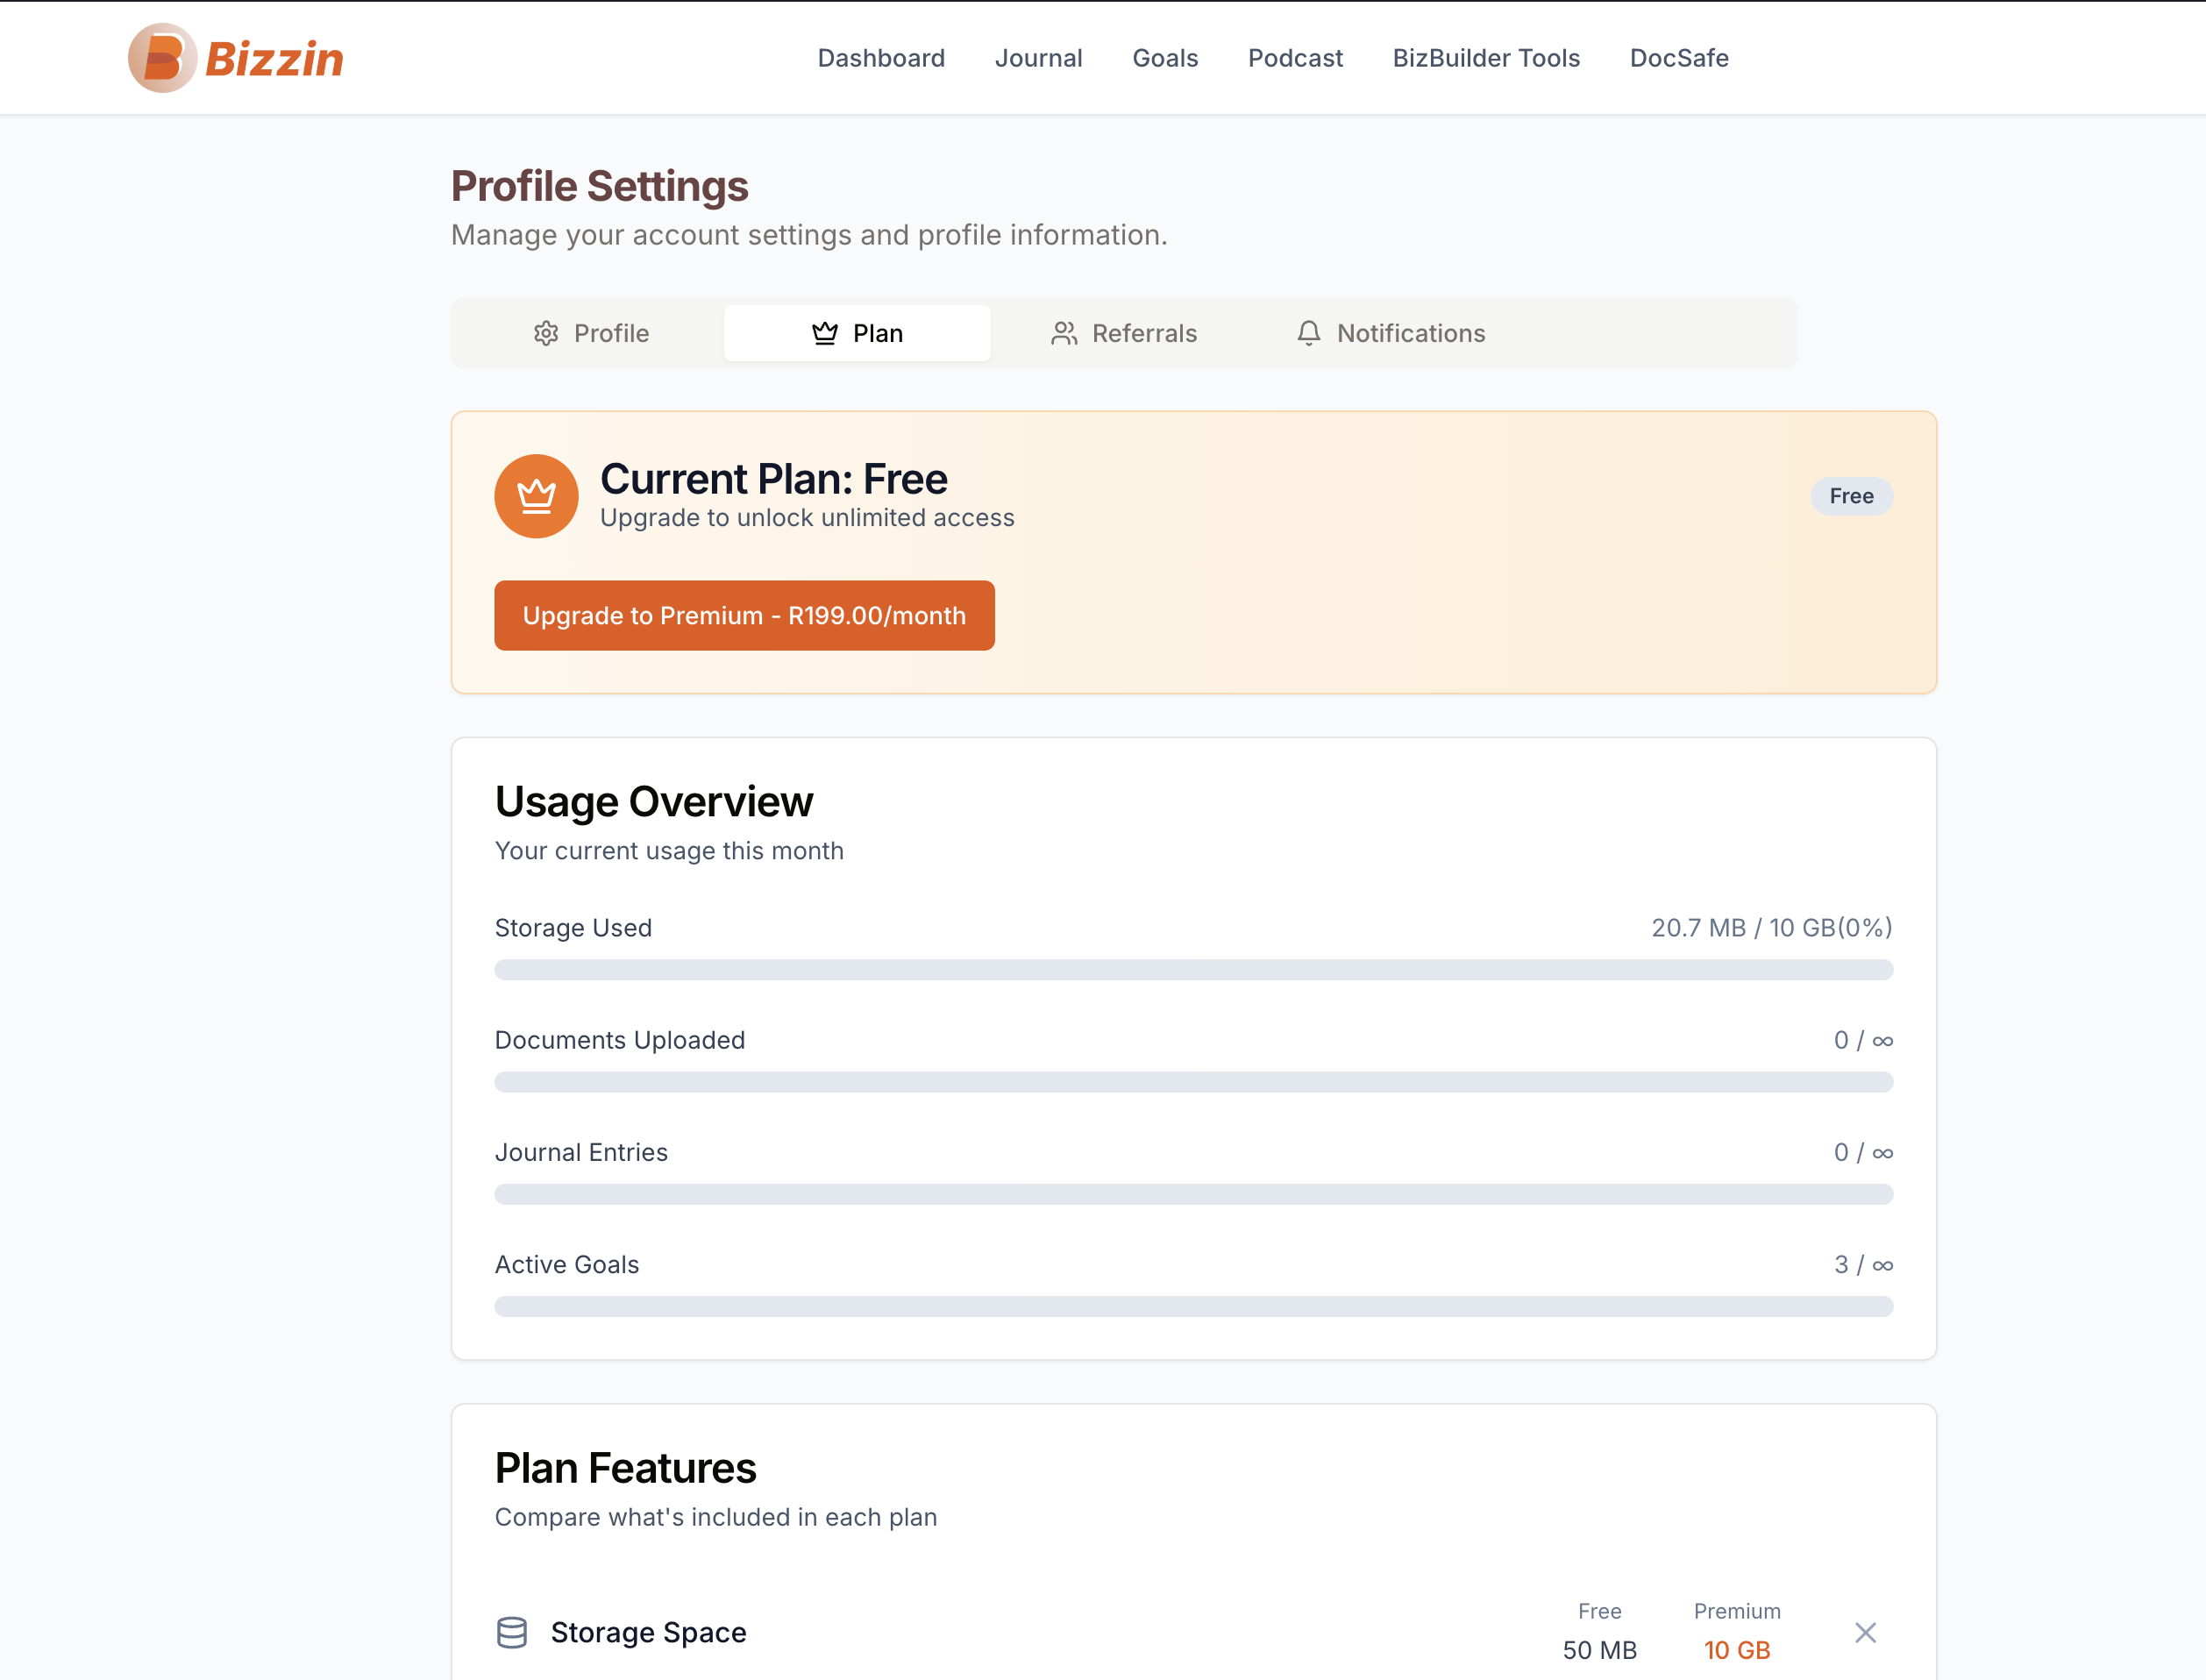 Bizzin
Dashboard Journal Goals Podcast BizBuilder Tools DocSafe
Profile Settings
Manage your account settings and profile information.
Profile Plan Referrals Notifications
Current Plan: Free
Upgrade to unlock unlimited access
Free
Upgrade to Premium - R199.00/month
Usage Overview
Your current usage this month
Storage Used 20.7 MB / 10 GB(0%)
Documents Uploaded 0 / ∞
Journal Entries 0 / ∞
Active Goals 3 / ∞
Plan Features
Compare what's included in each plan
Free Premium
Storage Space
50 MB 10 GB